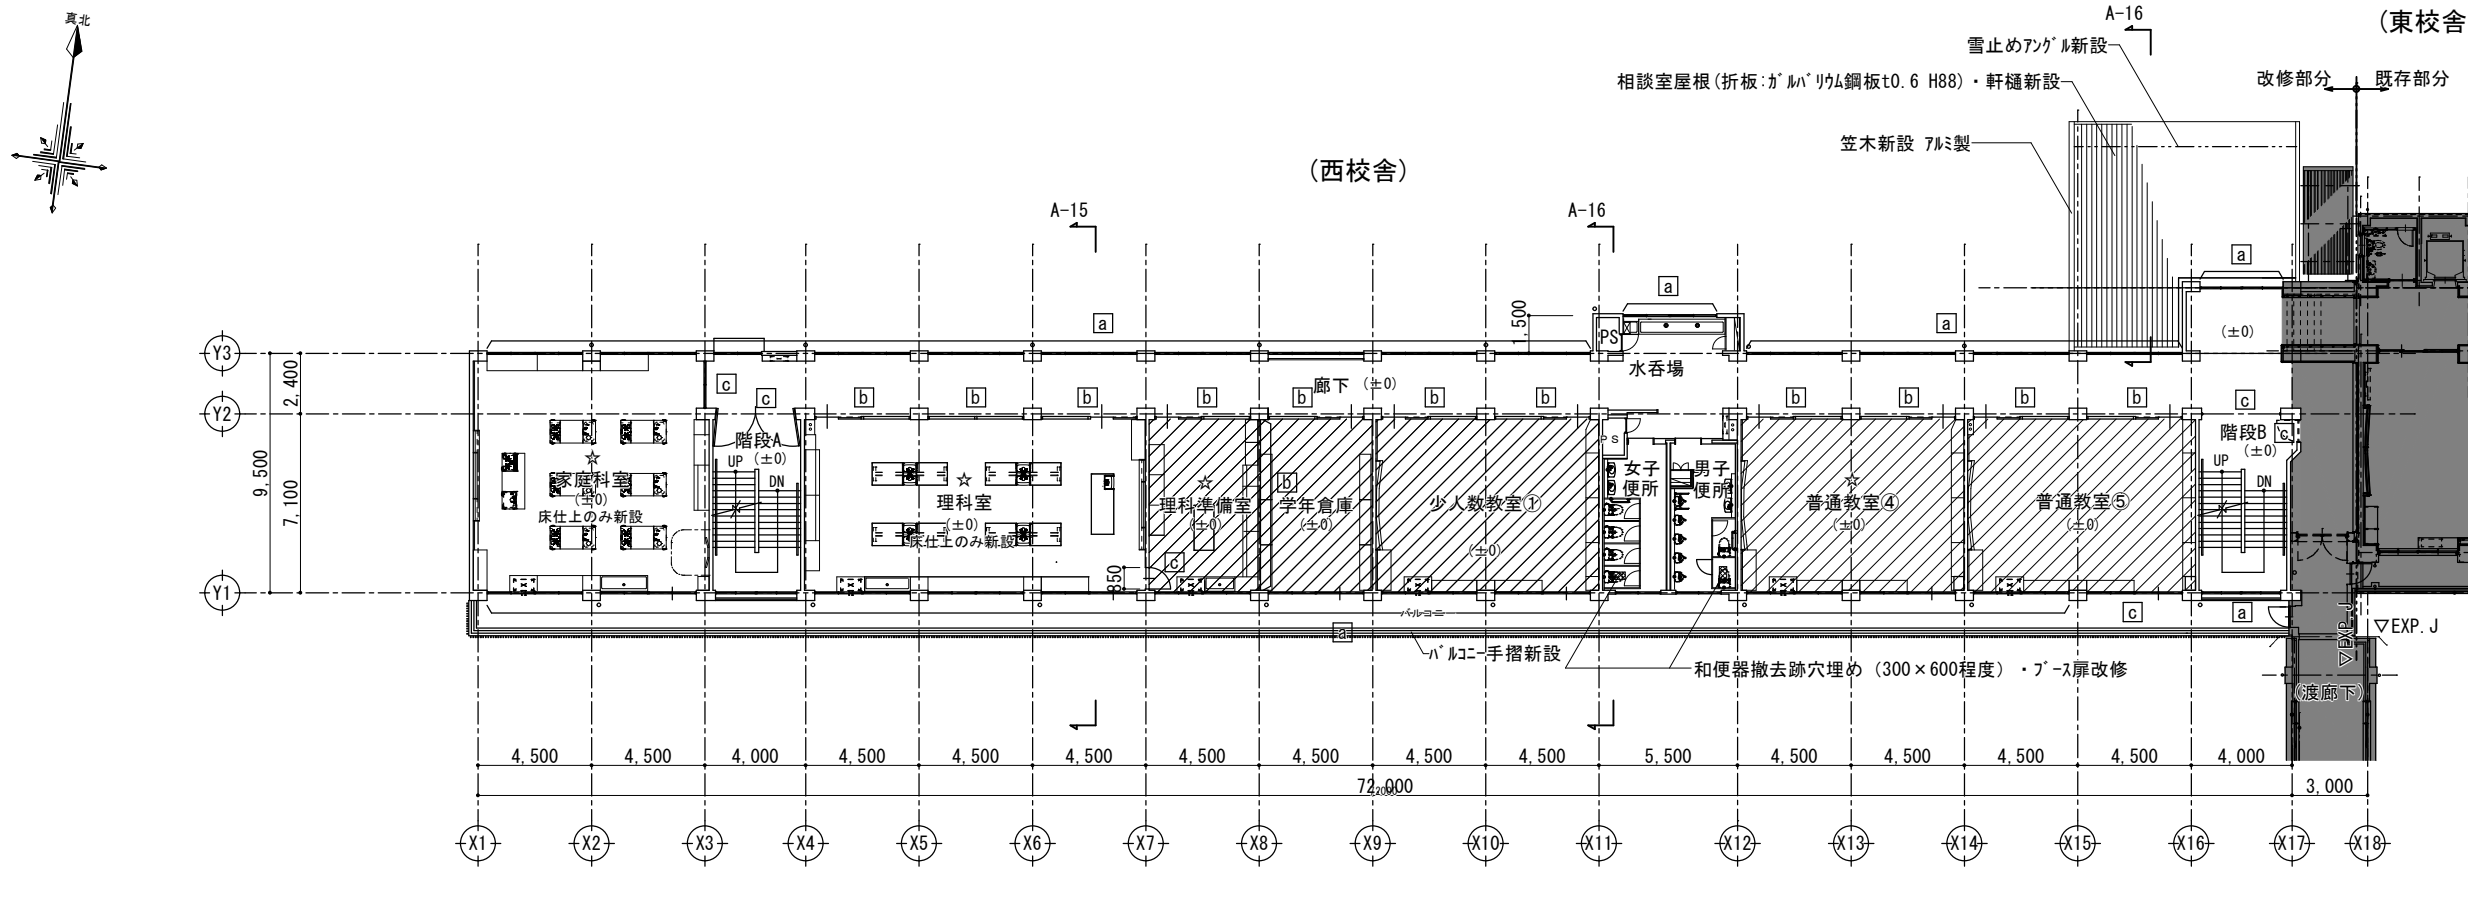 真北
(東校舎
A-16
雪止めｱﾝｸﾞﾙ新設
相談室屋根(折板:ｶﾞﾙﾊﾞﾘｳﾑ鋼板t0.6 H88)・軒樋新設
改修部分
既存部分
笠木新設 ｱﾙﾐ製
(西校舎)
A-15
A-16
a
a
a
a
1,500
PS
水呑場
(±0)
Y3
2,400
Y2
9,500
7,100
Y1
c
c
b
b
b
b
b
b
b
b
b
b
b
c
廊下 (±0)
階段A
(±0)
UP
DN
☆
家庭科室
(±0)
床仕上のみ新設
☆
理科室
(±0)
床仕上のみ新設
☆
理科準備室
(±0)
c
850
b
学年倉庫
(±0)
少人数教室①
(±0)
PS
女子
便所
男子
便所
☆
普通教室④
(±0)
普通教室⑤
(±0)
階段B
c
(±0)
UP
DN
バルコニー
a
c
a
ﾊﾞﾙｺﾆｰ手摺新設
和便器撤去跡穴埋め (300×600程度)・ﾌﾞｰｽ扉改修
▽EXP.J
▽EXP.J
(渡廊下)
4,500
4,500
4,000
4,500
4,500
4,500
4,500
4,500
4,500
4,500
5,500
4,500
4,500
4,500
4,500
4,000
72,000
3,000
X1
X2
X3
X4
X5
X6
X7
X8
X9
X10
X11
X12
X13
X14
X15
X16
X17
X18